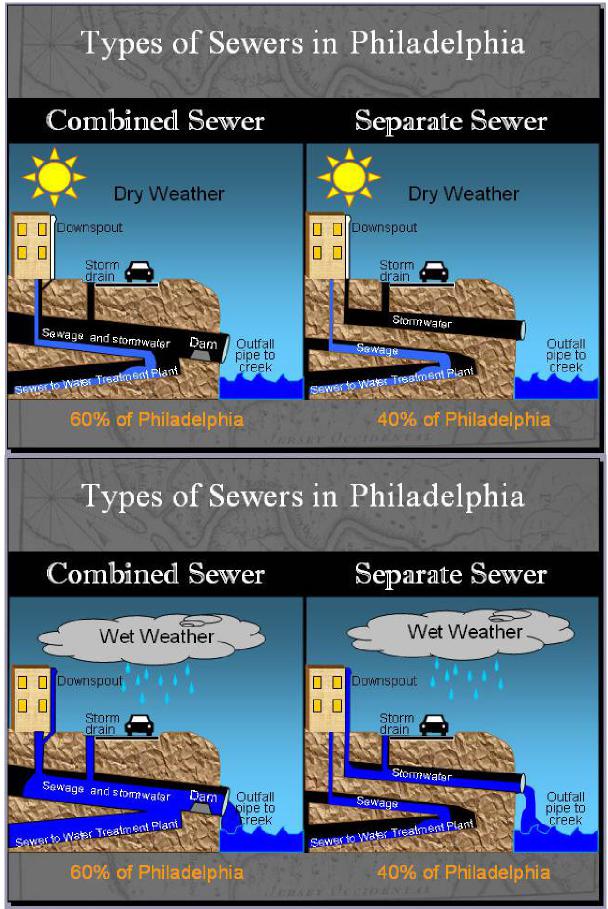 Types of Sewers in Philadelphia
Combined Sewer
Separate Sewer
Dry Weather
Downspout
Storm
drain
Sewage and stormwater
Dam
Sewer to Water Treatment Plant
Outfall
pipe to
creek
Dry Weather
Downspout
Storm
drain
Stormwater
Sewage
Sewer to Water Treatment Plant
Outfall
pipe to
creek
60% of Philadelphia
40% of Philadelphia
JERSEY OCCIDENTAL
Types of Sewers in Philadelphia
Combined Sewer
Separate Sewer
Wet Weather
Downspout
Storm
drain
Sewage and stormwater
Dam
Sewer to Water Treatment Plant
Outfall
pipe to
creek
Wet Weather
Downspout
Storm
drain
Stormwater
Sewage
Sewer to Water Treatment Plant
Outfall
pipe to
creek
60% of Philadelphia
40% of Philadelphia